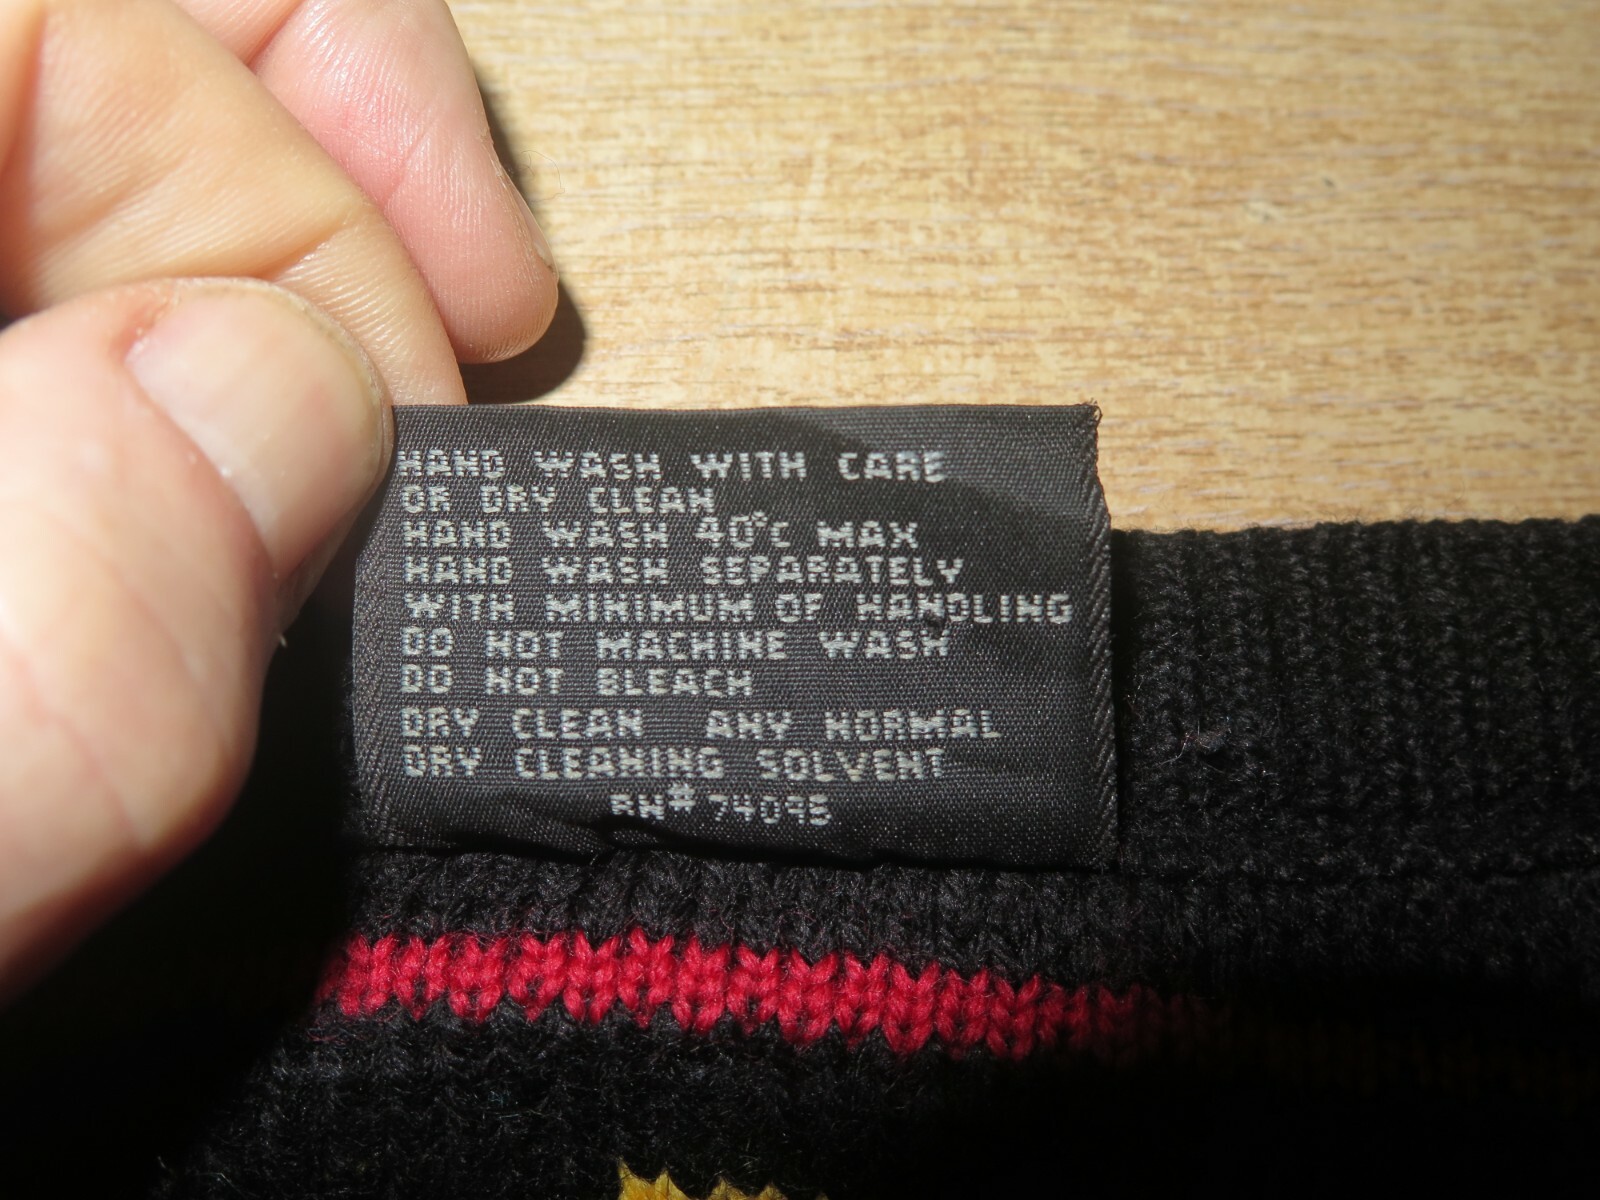 HAND WASH WITH CARE
OR DRY CLEAN
HAND WASH 40°C MAX
HAND WASH SEPARATELY
WITH MINIMUM OF HANDLING
DO NOT MACHINE WASH
DO NOT BLEACH
DRY CLEAN ANY NORMAL
DRY CLEANING SOLVENT
RN# 74095